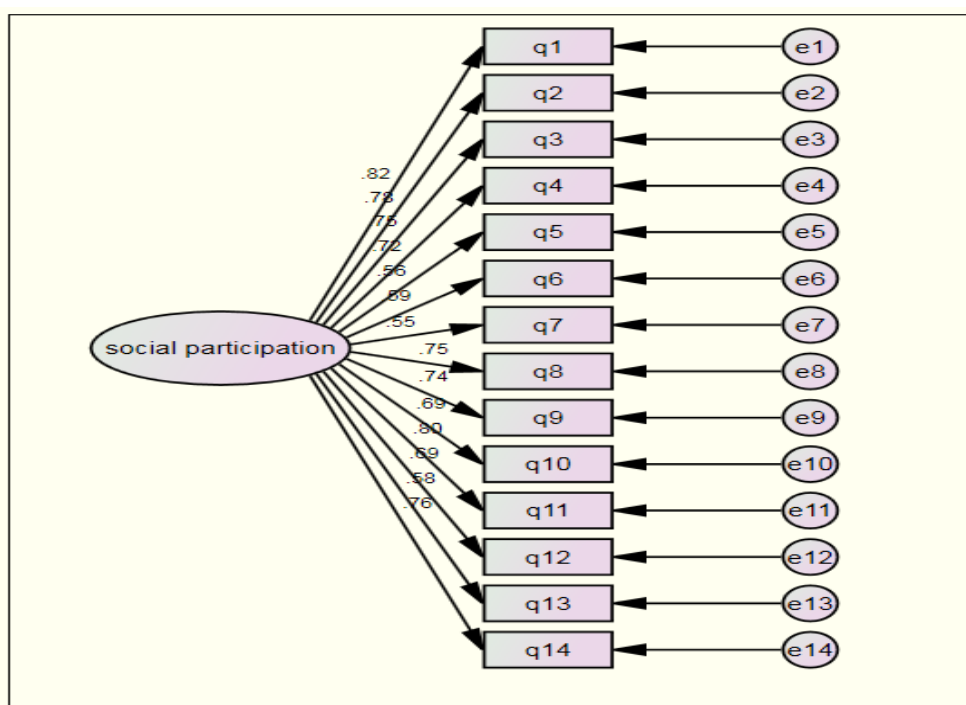 q1 e1
q2 e2
q3 e3
q4 e4
q5 e5
q6 e6
q7 e7
q8 e8
q9 e9
q10 e10
q11 e11
q12 e12
q13 e13
q14 e14
social participation
.82
.78
.72
.56
.55
.75
.74
.69
.80
.69
.58
.76